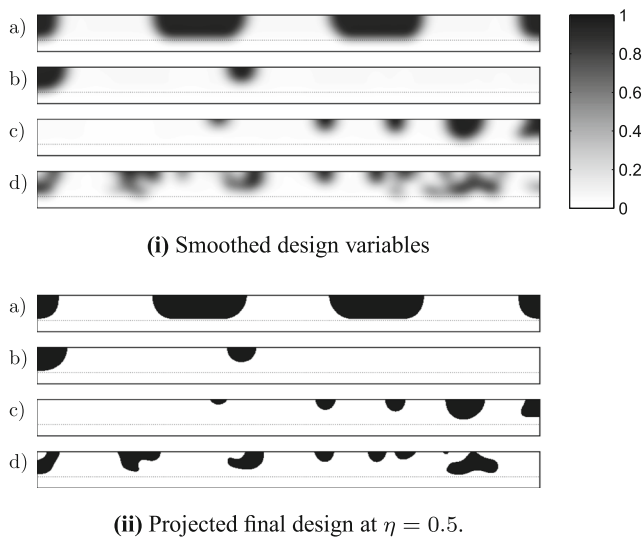 a)
b)
c)
d)
1
0.8
0.6
0.4
0.2
0
(i) Smoothed design variables
a)
b)
c)
d)
(ii) Projected final design at η = 0.5.